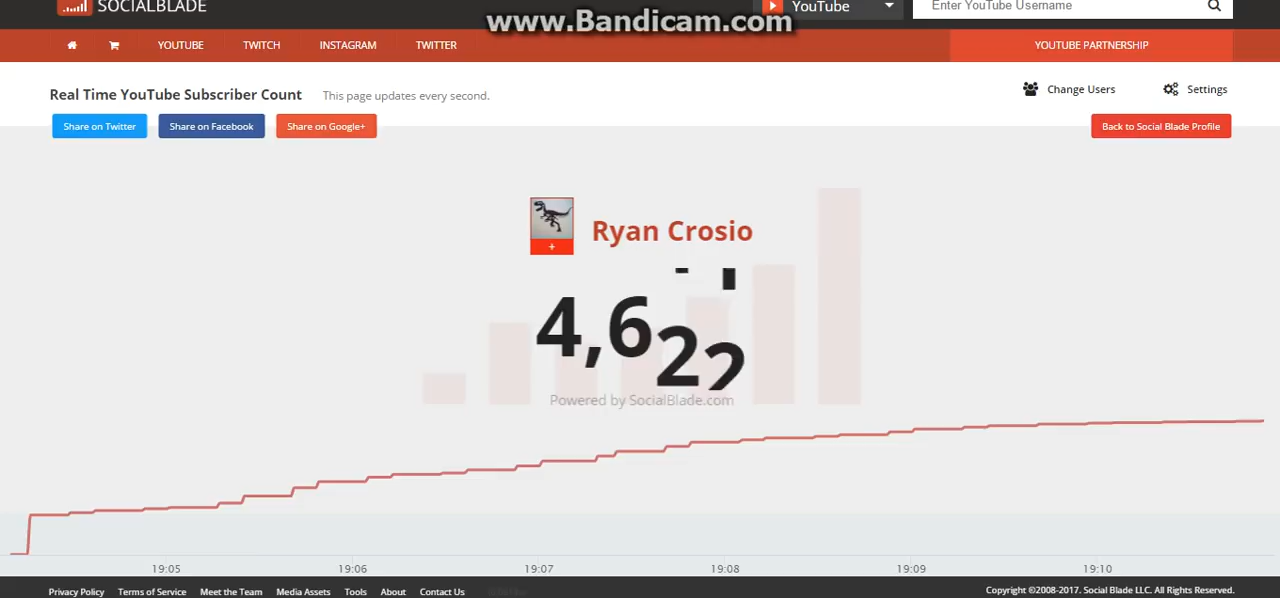 SOCIALBLADE
www.Bandicam.com
YouTube
Enter YouTube Username
YOUTUBE
TWITCH
INSTAGRAM
TWITTER
YOUTUBE PARTNERSHIP
Real Time YouTube Subscriber Count
This page updates every second.
Change Users
Settings
Share on Twitter
Share on Facebook
Share on Google+
Back to Social Blade Profile
+
Ryan Crosio
4,622
Powered by SocialBlade.com
19:05
19:06
19:07
19:08
19:09
19:10
Privacy Policy
Terms of Service
Meet the Team
Media Assets
Tools
About
Contact Us
Copyright ©2008-2017. Social Blade LLC. All Rights Reserved.